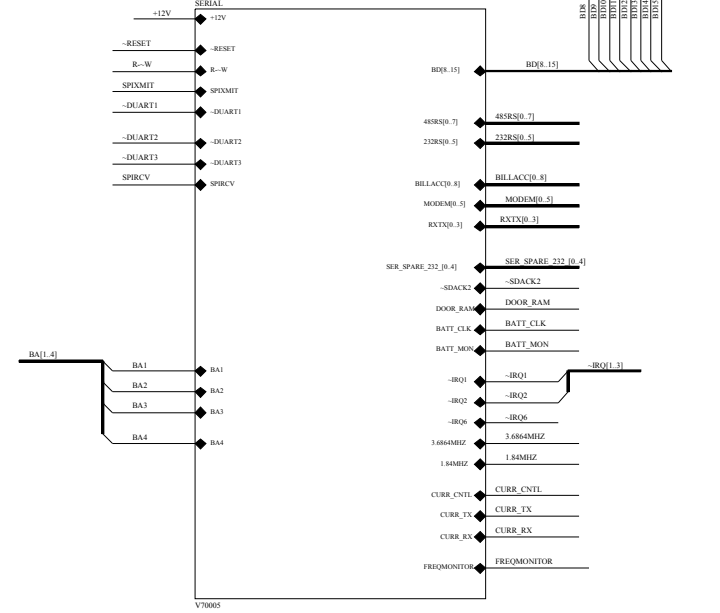 SERIAL
+12V
+12V
~RESET
~RESET
R-~W
R-~W
SPIXMIT
SPIXMIT
~DUART1
~DUART1
~DUART2
~DUART2
~DUART3
~DUART3
SPIRCV
SPIRCV
BA[1..4]
BA1
BA1
BA2
BA2
BA3
BA3
BA4
BA4
BD8
BD9
BD10
BD11
BD12
BD13
BD14
BD15
BD[8..15]
BD[8..15]
485RS[0..7]
485RS[0..7]
232RS[0..5]
232RS[0..5]
BILLACC[0..8]
BILLACC[0..8]
MODEM[0..5]
MODEM[0..5]
RXTX[0..3]
RXTX[0..3]
SER_SPARE_232_[0..4]
SER_SPARE_232_[0..4]
~SDACK2
~SDACK2
DOOR_RAM
DOOR_RAM
BATT_CLK
BATT_CLK
BATT_MON
BATT_MON
~IRQ1
~IRQ1
~IRQ[1..3]
~IRQ2
~IRQ2
~IRQ6
~IRQ6
3.6864MHZ
3.6864MHZ
1.84MHZ
1.84MHZ
CURR_CNTL
CURR_CNTL
CURR_TX
CURR_TX
CURR_RX
CURR_RX
FREQMONITOR
FREQMONITOR
V70005